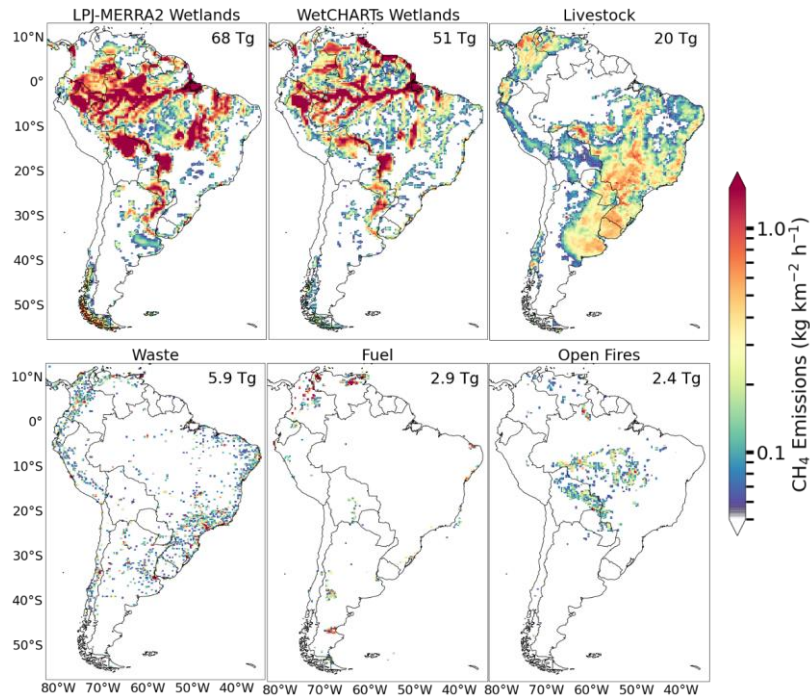 LPJ-MERRA2 Wetlands
WetCHARTs Wetlands
Livestock
68 Tg
51 Tg
20 Tg
10°N
0°
10°S
20°S
30°S
40°S
50°S
Waste
Fuel
Open Fires
5.9 Tg
2.9 Tg
2.4 Tg
10°N
0°
10°S
20°S
30°S
40°S
50°S
80°W 70°W 60°W 50°W 40°W
80°W 70°W 60°W 50°W 40°W
80°W 70°W 60°W 50°W 40°W
1.0
0.1
CH₄ Emissions (kg km⁻² h⁻¹)